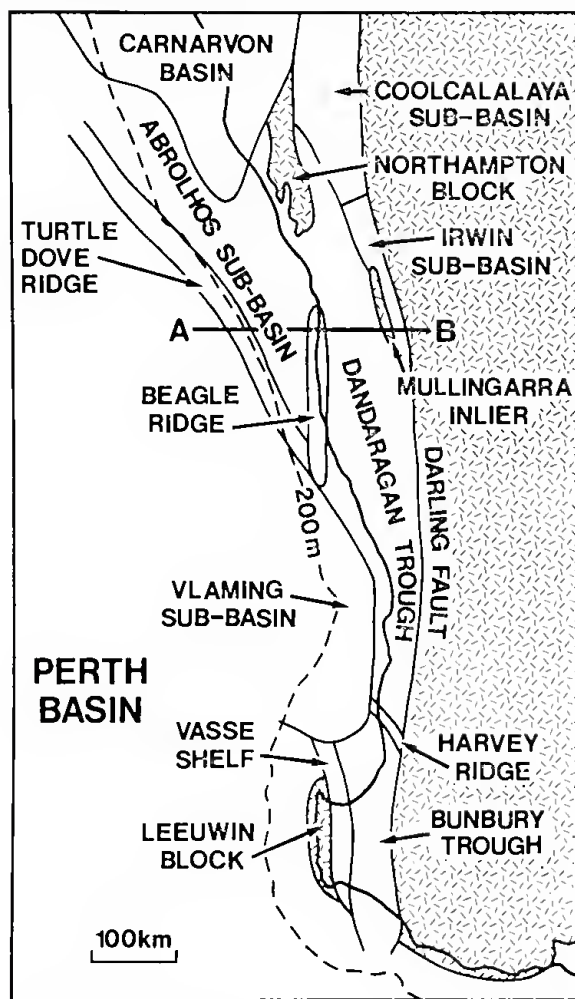 CARNARVON
BASIN
COOLCALALAYA
SUB-BASIN
NORTHAMPTON
BLOCK
ABROLHOS SUB-BASIN
TURTLE
DOVE
RIDGE
IRWIN
SUB-BASIN
A
B
BEAGLE
RIDGE
MULLINGARRA
INLIER
DANDARAGAN TROUGH
DARLING FAULT
200m
VLAMING
SUB-BASIN
PERTH
BASIN
VASSE
SHELF
HARVEY
RIDGE
LEEUWIN
BLOCK
BUNBURY
TROUGH
100km